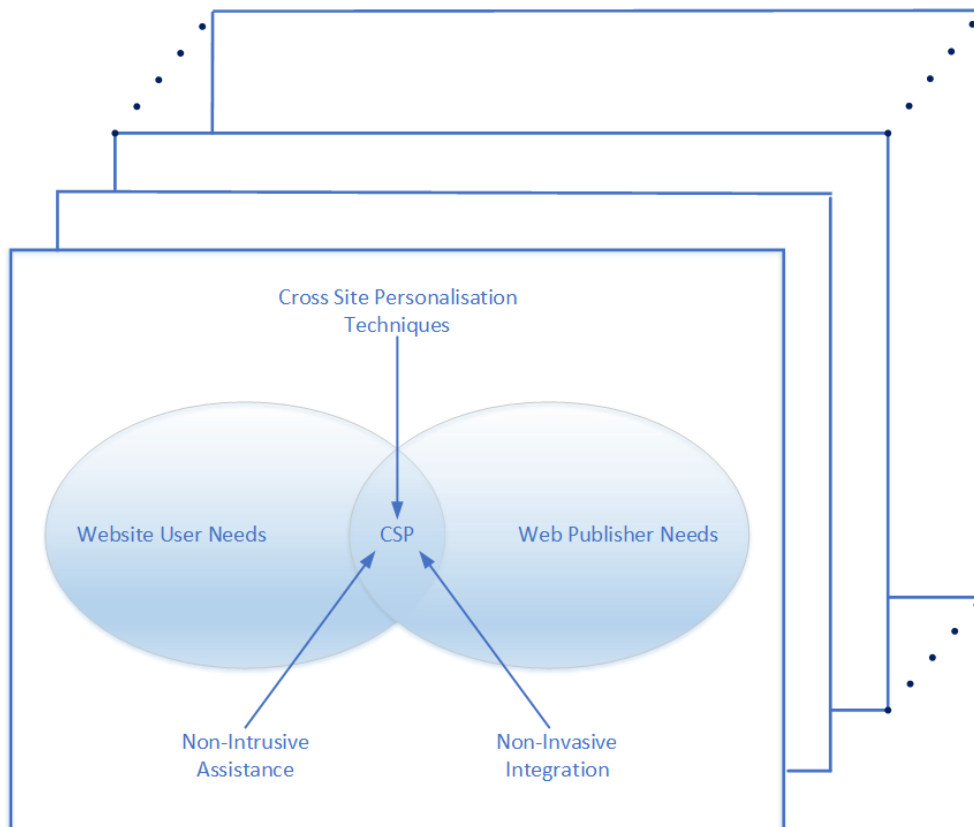 Cross Site Personalisation
Techniques
Website User Needs
CSP
Web Publisher Needs
Non-Intrusive
Assistance
Non-Invasive
Integration